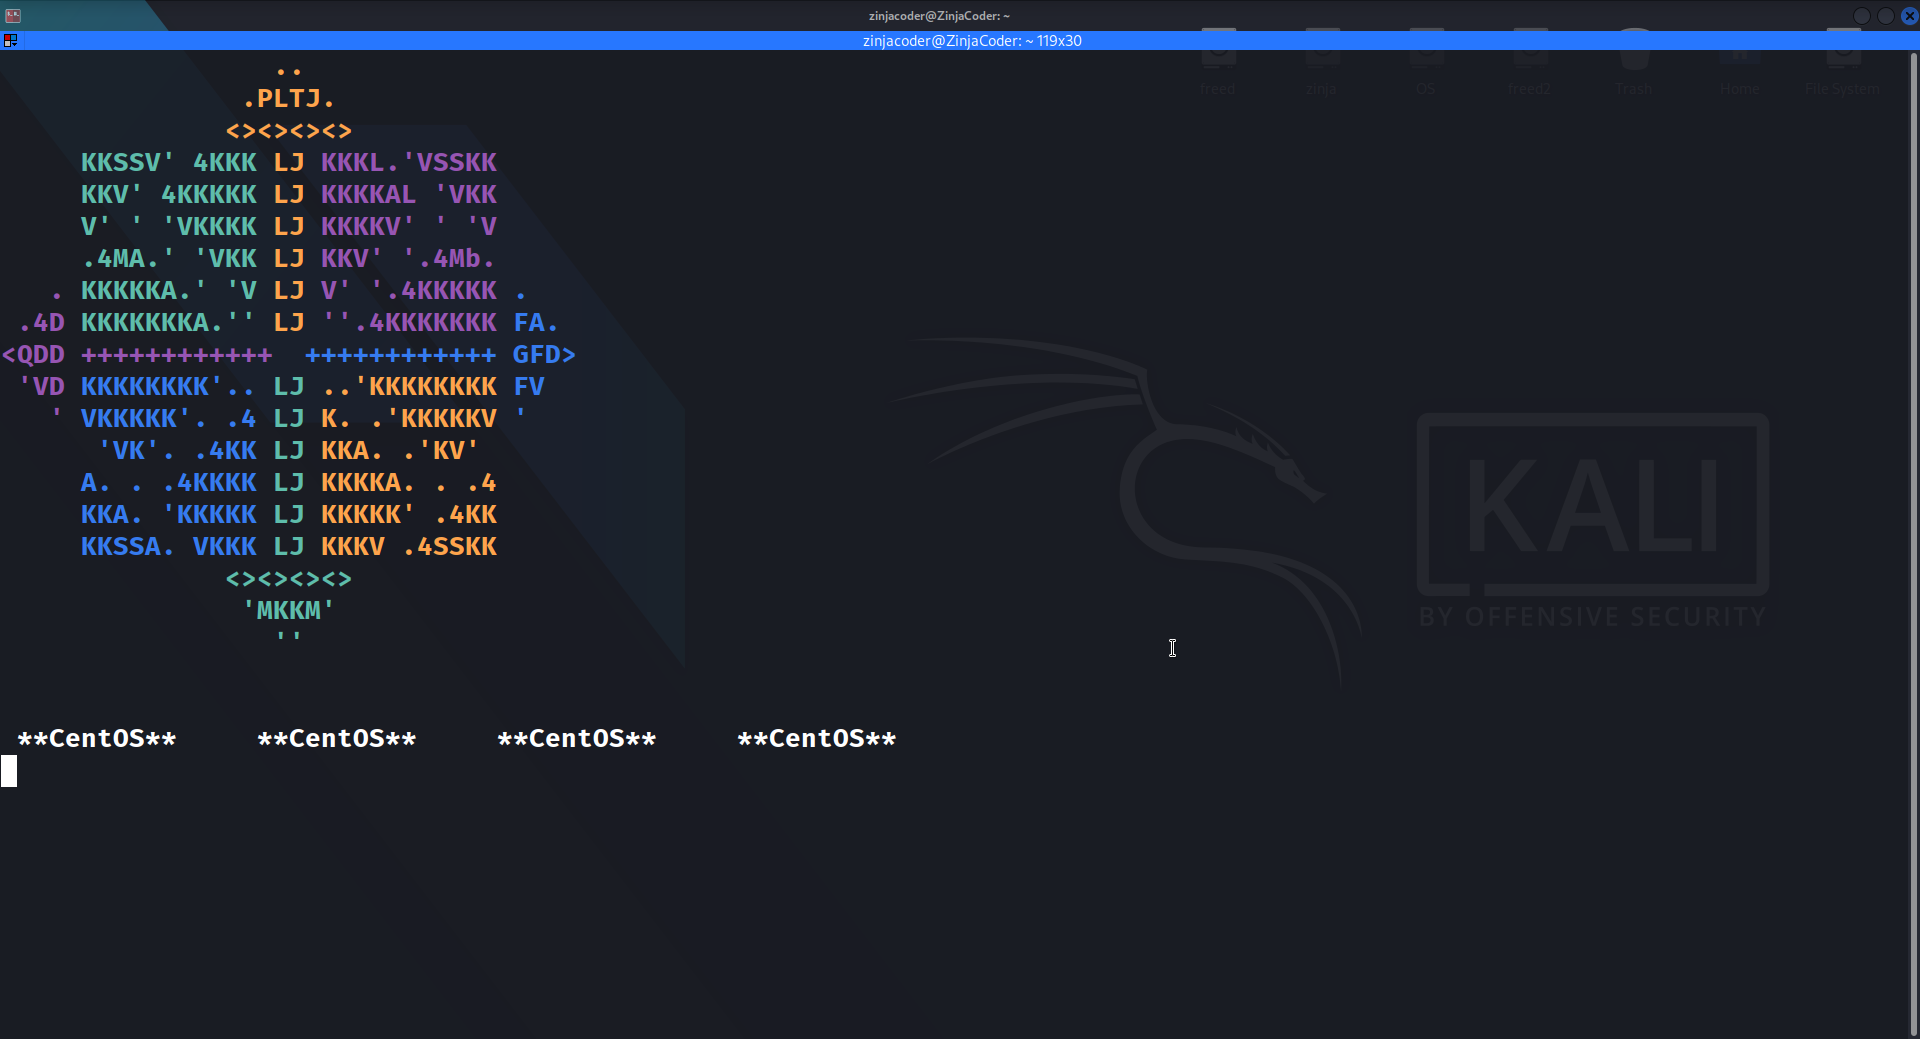 zinjacoder@ZinjaCoder: ~
zinjacoder@ZinjaCoder: ~ 119x30
freed zinja OS freed2 Trash Home File System
..
.PLTJ.
<><><><>
KKSSV' 4KKK LJ KKKL.'VSSKK
KKV' 4KKKKK LJ KKKKAL 'VKK
V' ' 'VKKKK LJ KKKKV' ' 'V
.4MA.' 'VKK LJ KKV' '.4Mb.
. KKKKKA.' 'V LJ V' '.4KKKKK .
.4D KKKKKKKA.'' LJ ''.4KKKKKKK FA.
<QDD ++++++++++++  ++++++++++++ GFD>
'VD KKKKKKKK'.. LJ ..'KKKKKKKK FV
' VKKKKK'. .4 LJ K. .'KKKKKV '
'VK'. .4KK LJ KKA. .'KV'
A. . .4KKKK LJ KKKKA. . .4
KKA. 'KKKKK LJ KKKKK' .4KK
KKSSA. VKKK LJ KKKV .4SSKK
<><><><>
'MKKM'
''
KALI
BY OFFENSIVE SECURITY
**CentOS** **CentOS** **CentOS** **CentOS**